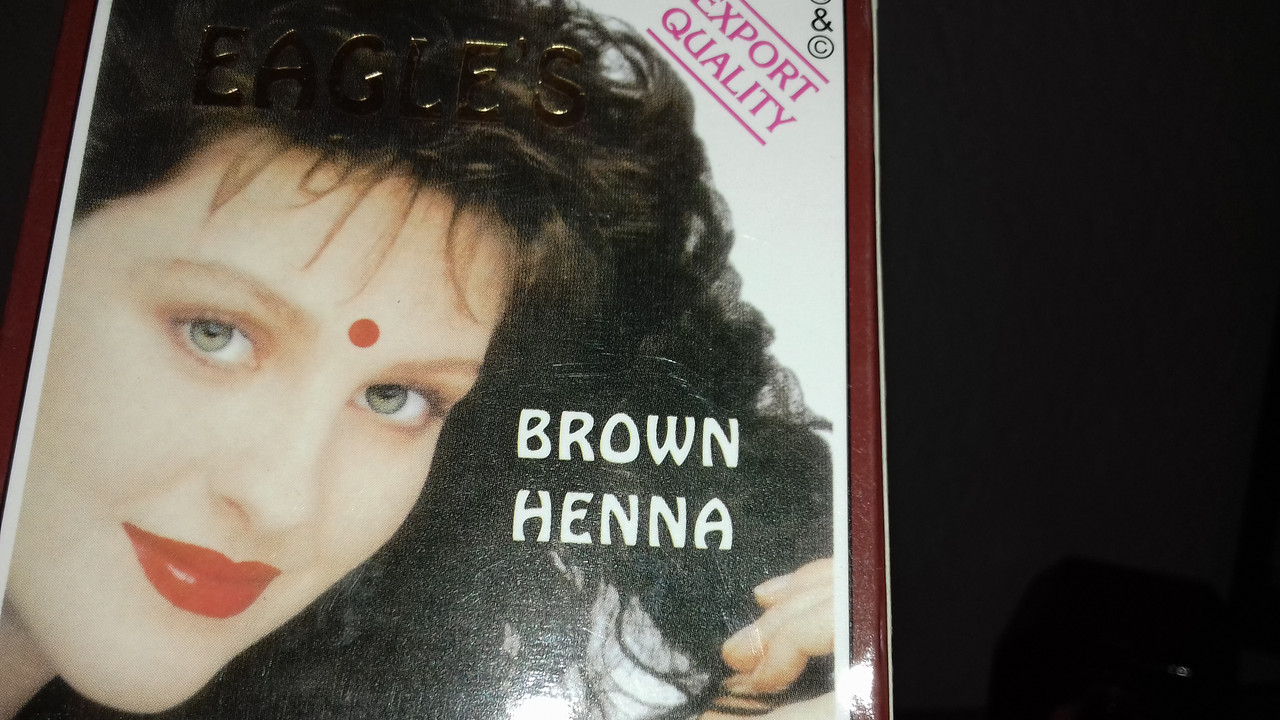 EAGLE'S
EXPORT
QUALITY
&©
BROWN
HENNA